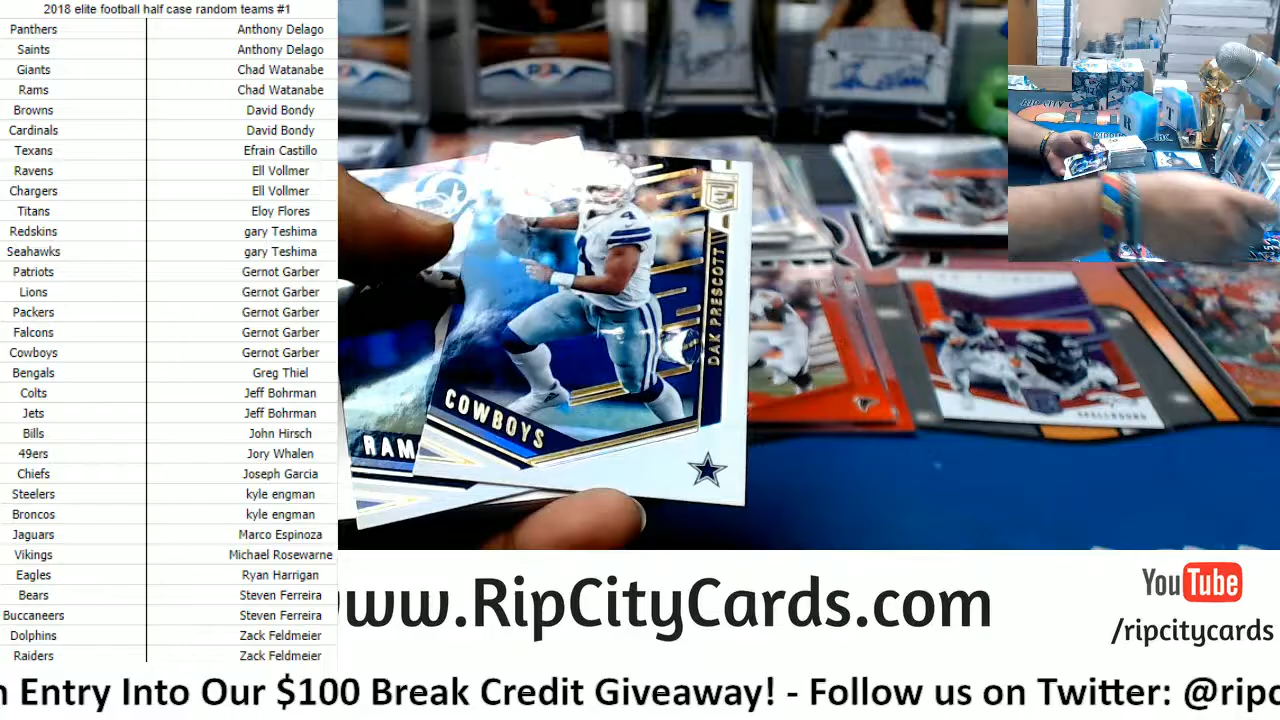 2018 elite football half case random teams #1
Panthers Anthony Delago
Saints Anthony Delago
Giants Chad Watanabe
Rams Chad Watanabe
Browns David Bondy
Cardinals David Bondy
Texans Efrain Castillo
Ravens Ell Vollmer
Chargers Ell Vollmer
Titans Eloy Flores
Redskins gary Teshima
Seahawks gary Teshima
Patriots Gernot Garber
Lions Gernot Garber
Packers Gernot Garber
Falcons Gernot Garber
Cowboys Gernot Garber
Bengals Greg Thiel
Colts Jeff Bohrman
Jets Jeff Bohrman
Bills John Hirsch
49ers Jory Whalen
Chiefs Joseph Garcia
Steelers kyle engman
Broncos kyle engman
Jaguars Marco Espinoza
Vikings Michael Rosewarne
Eagles Ryan Harrigan
Bears Steven Ferreira
Buccaneers Steven Ferreira
Dolphins Zack Feldmeier
Raiders Zack Feldmeier
E
DAK PRESCOTT
4
COWBOYS
RAM
R T
www.RipCityCards.com
YouTube
/ripcitycards
n Entry Into Our $100 Break Credit Giveaway! - Follow us on Twitter: @ripc